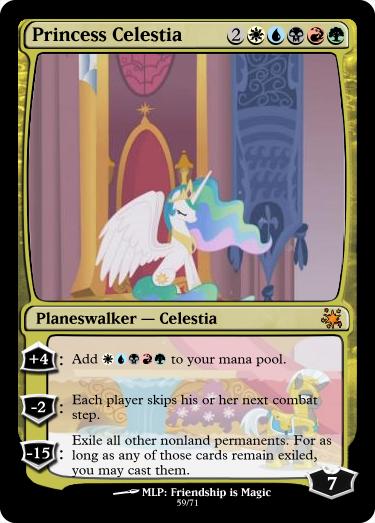 Princess Celestia 2
Planeswalker — Celestia
+4: Add to your mana pool.
-2: Each player skips his or her next combat
step.
Exile all other nonland permanents. For as
-15: long as any of those cards remain exiled,
you may cast them.
7
MLP: Friendship is Magic
59/71